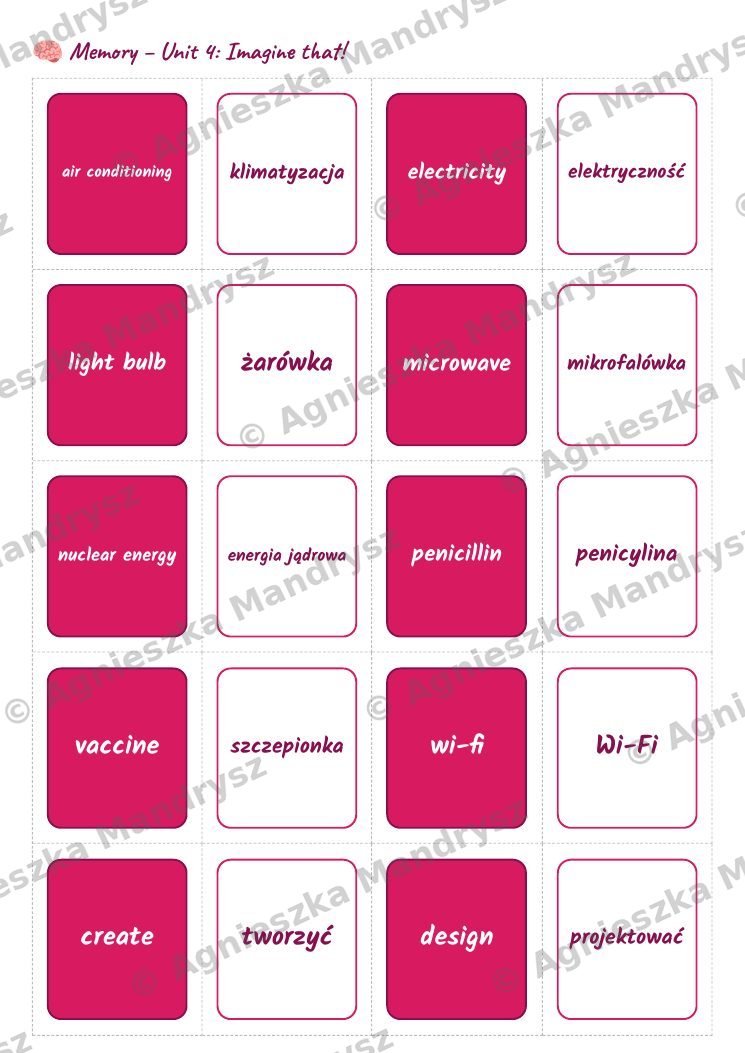 Memory – Unit 4: Imagine that!
air conditioning klimatyzacja electricity elektryczność
light bulb żarówka microwave mikrofalówka
nuclear energy energia jądrowa penicillin penicylina
vaccine szczepionka wi-fi Wi-Fi
create tworzyć design projektować
© Agnieszka Mandrysz